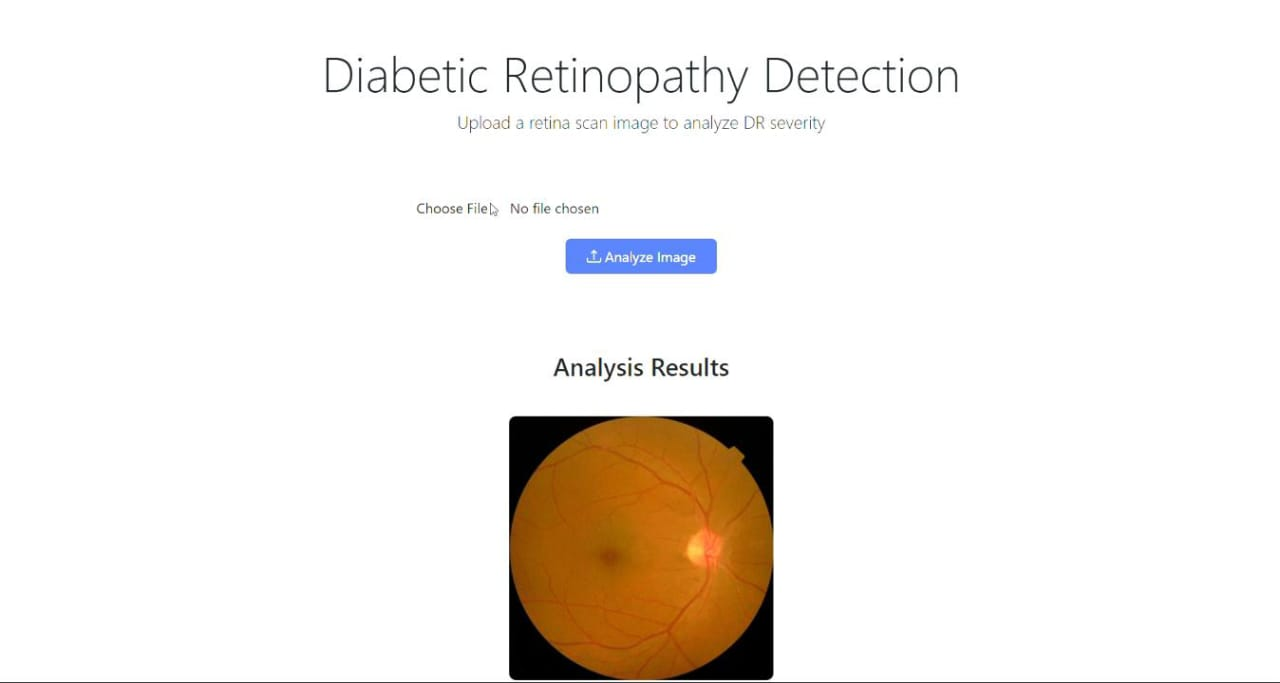 Diabetic Retinopathy Detection
Upload a retina scan image to analyze DR severity
Choose File No file chosen
Analyze Image
Analysis Results